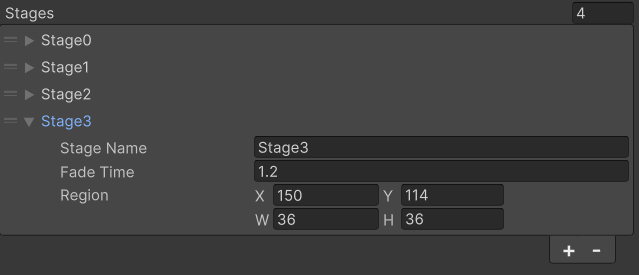 Stages 4
Stage0
Stage1
Stage2
Stage3
Stage Name Stage3
Fade Time 1.2
Region X 150 Y 114
W 36 H 36
+ -